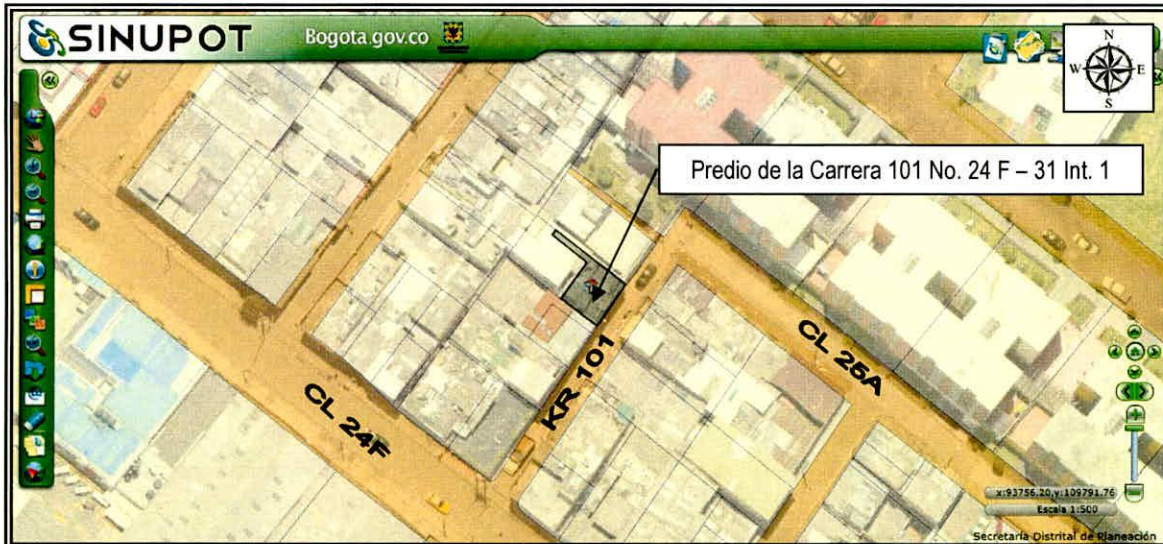 SINUPOT
Bogota.gov.co
N
W E
S
Predio de la Carrera 101 No. 24 F – 31 Int. 1
KR 101
CL 25A
CL 24F
x:93756.20,y:109791.76
Escala 1:500
Secretaría Distrital de Planeación